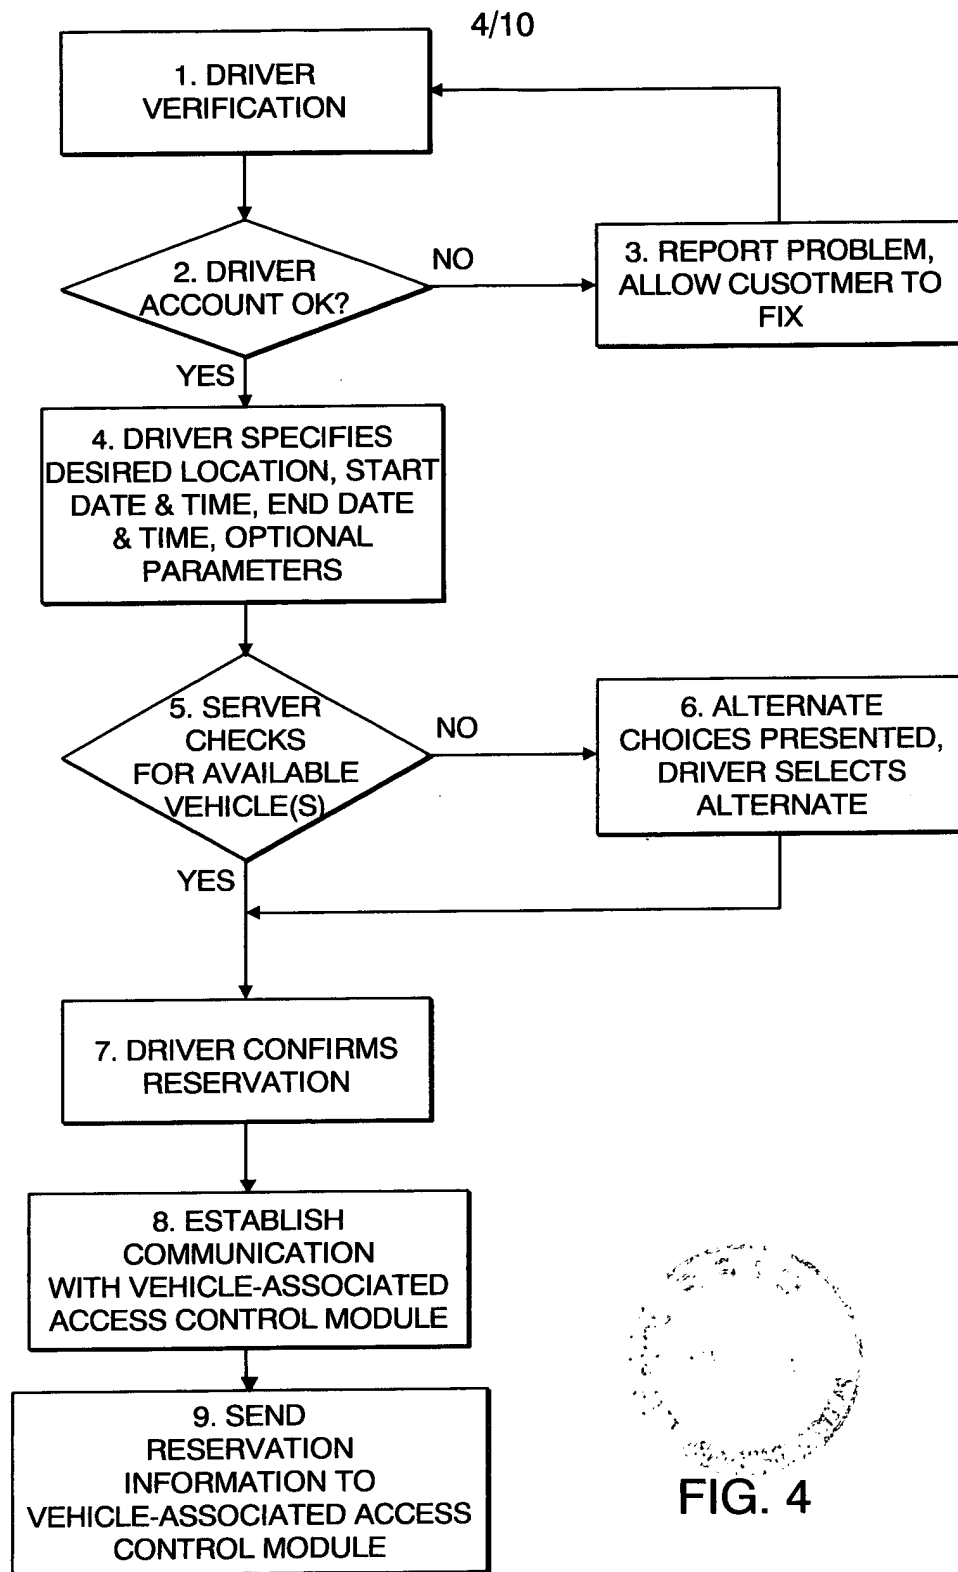 4/10
1. DRIVER
VERIFICATION
2. DRIVER
ACCOUNT OK?
NO
3. REPORT PROBLEM,
ALLOW CUSOTMER TO
FIX
YES
4. DRIVER SPECIFIES
DESIRED LOCATION, START
DATE & TIME, END DATE
& TIME, OPTIONAL
PARAMETERS
5. SERVER
CHECKS
FOR AVAILABLE
VEHICLE(S)
NO
6. ALTERNATE
CHOICES PRESENTED,
DRIVER SELECTS
ALTERNATE
YES
7. DRIVER CONFIRMS
RESERVATION
8. ESTABLISH
COMMUNICATION
WITH VEHICLE-ASSOCIATED
ACCESS CONTROL MODULE
9. SEND
RESERVATION
INFORMATION TO
VEHICLE-ASSOCIATED ACCESS
CONTROL MODULE
FIG. 4